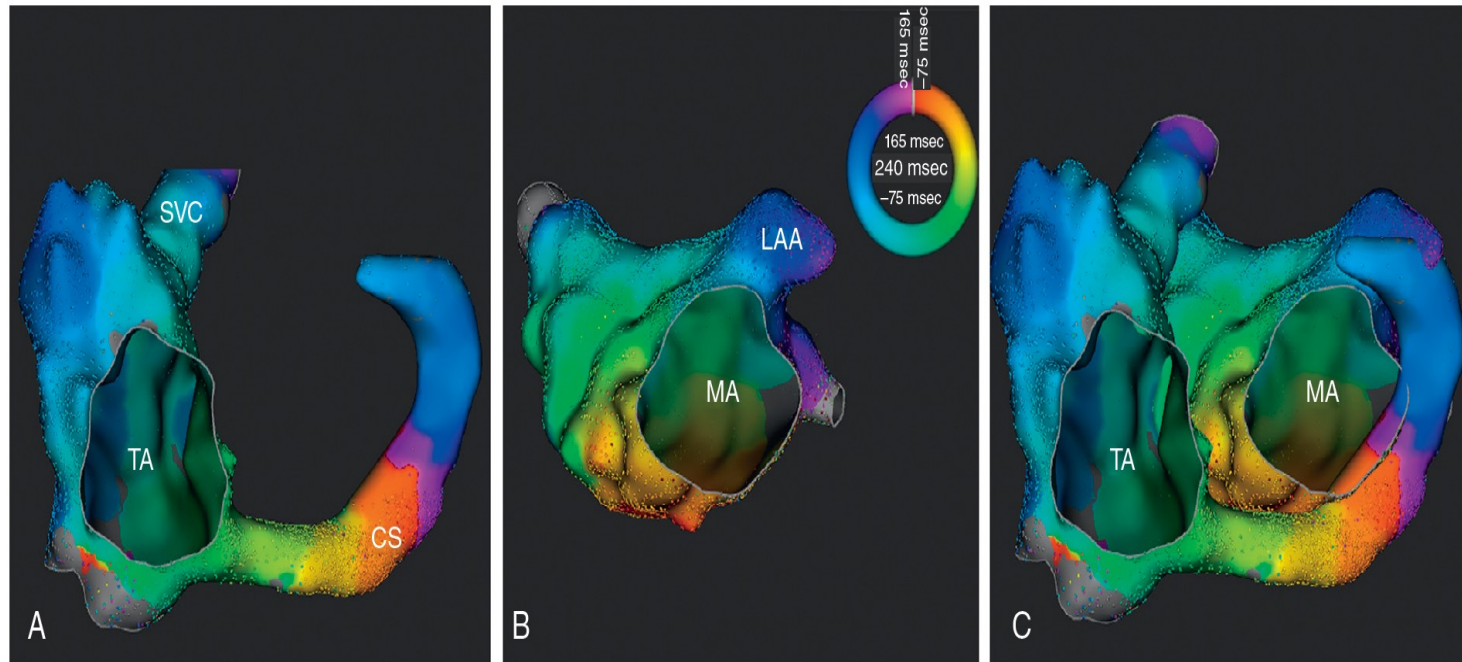 SVC
TA
CS
A
165 msec
–75 msec
165 msec
240 msec
–75 msec
LAA
MA
B
TA
MA
C